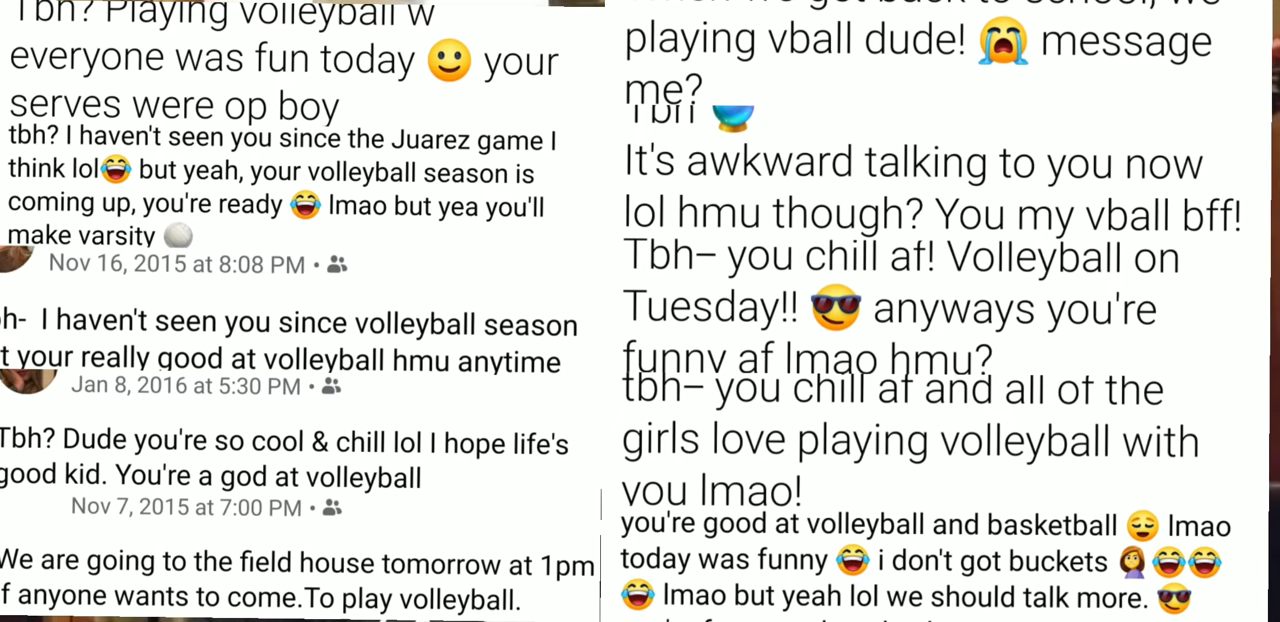 Tbh? Playing volleyball w
everyone was fun today 🙂 your
serves were op boy
tbh? I haven't seen you since the Juarez game I
think lol😂 but yeah, your volleyball season is
coming up, you're ready 😂 lmao but yea you'll
make varsity 🏐
Nov 16, 2015 at 8:08 PM •
h- I haven't seen you since volleyball season
t your really good at volleyball hmu anytime
Jan 8, 2016 at 5:30 PM •
Tbh? Dude you're so cool & chill lol I hope life's
good kid. You're a god at volleyball
Nov 7, 2015 at 7:00 PM •
We are going to the field house tomorrow at 1pm
f anyone wants to come.To play volleyball.
playing vball dude! 😭 message
me?
It's awkward talking to you now
lol hmu though? You my vball bff!
Tbh– you chill af! Volleyball on
Tuesday!! 😎 anyways you're
funny af lmao hmu?
tbh– you chill af and all of the
girls love playing volleyball with
you lmao!
you're good at volleyball and basketball 😌 lmao
today was funny 😂 i don't got buckets 🤦‍♀️😂😂
😂 lmao but yeah lol we should talk more. 😎